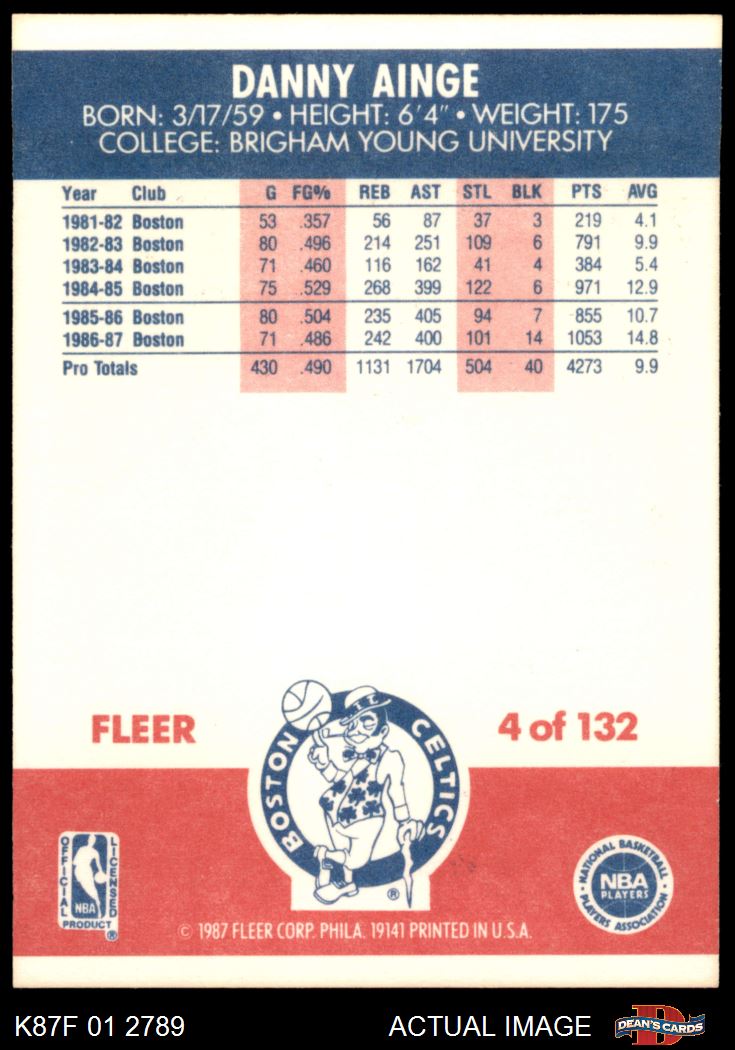 DANNY AINGE
BORN: 3/17/59 • HEIGHT: 6'4" • WEIGHT: 175
COLLEGE: BRIGHAM YOUNG UNIVERSITY
Year Club G FG% REB AST STL BLK PTS AVG
1981-82 Boston 53 .357 56 87 37 3 219 4.1
1982-83 Boston 80 .496 214 251 109 6 791 9.9
1983-84 Boston 71 .460 116 162 41 4 384 5.4
1984-85 Boston 75 .529 268 399 122 6 971 12.9
1985-86 Boston 80 .504 235 405 94 7 855 10.7
1986-87 Boston 71 .486 242 400 101 14 1053 14.8
Pro Totals 430 .490 1131 1704 504 40 4273 9.9
FLEER
4 of 132
BOSTON CELTICS
®
OFFICIAL LICENSED
NBA
PRODUCT ®
NATIONAL BASKETBALL
NBA
PLAYERS
PLAYERS ASSOCIATION
© 1987 FLEER CORP. PHILA. 19141 PRINTED IN U.S.A.
K87F 01 2789
ACTUAL IMAGE
D
DEAN'S CARDS